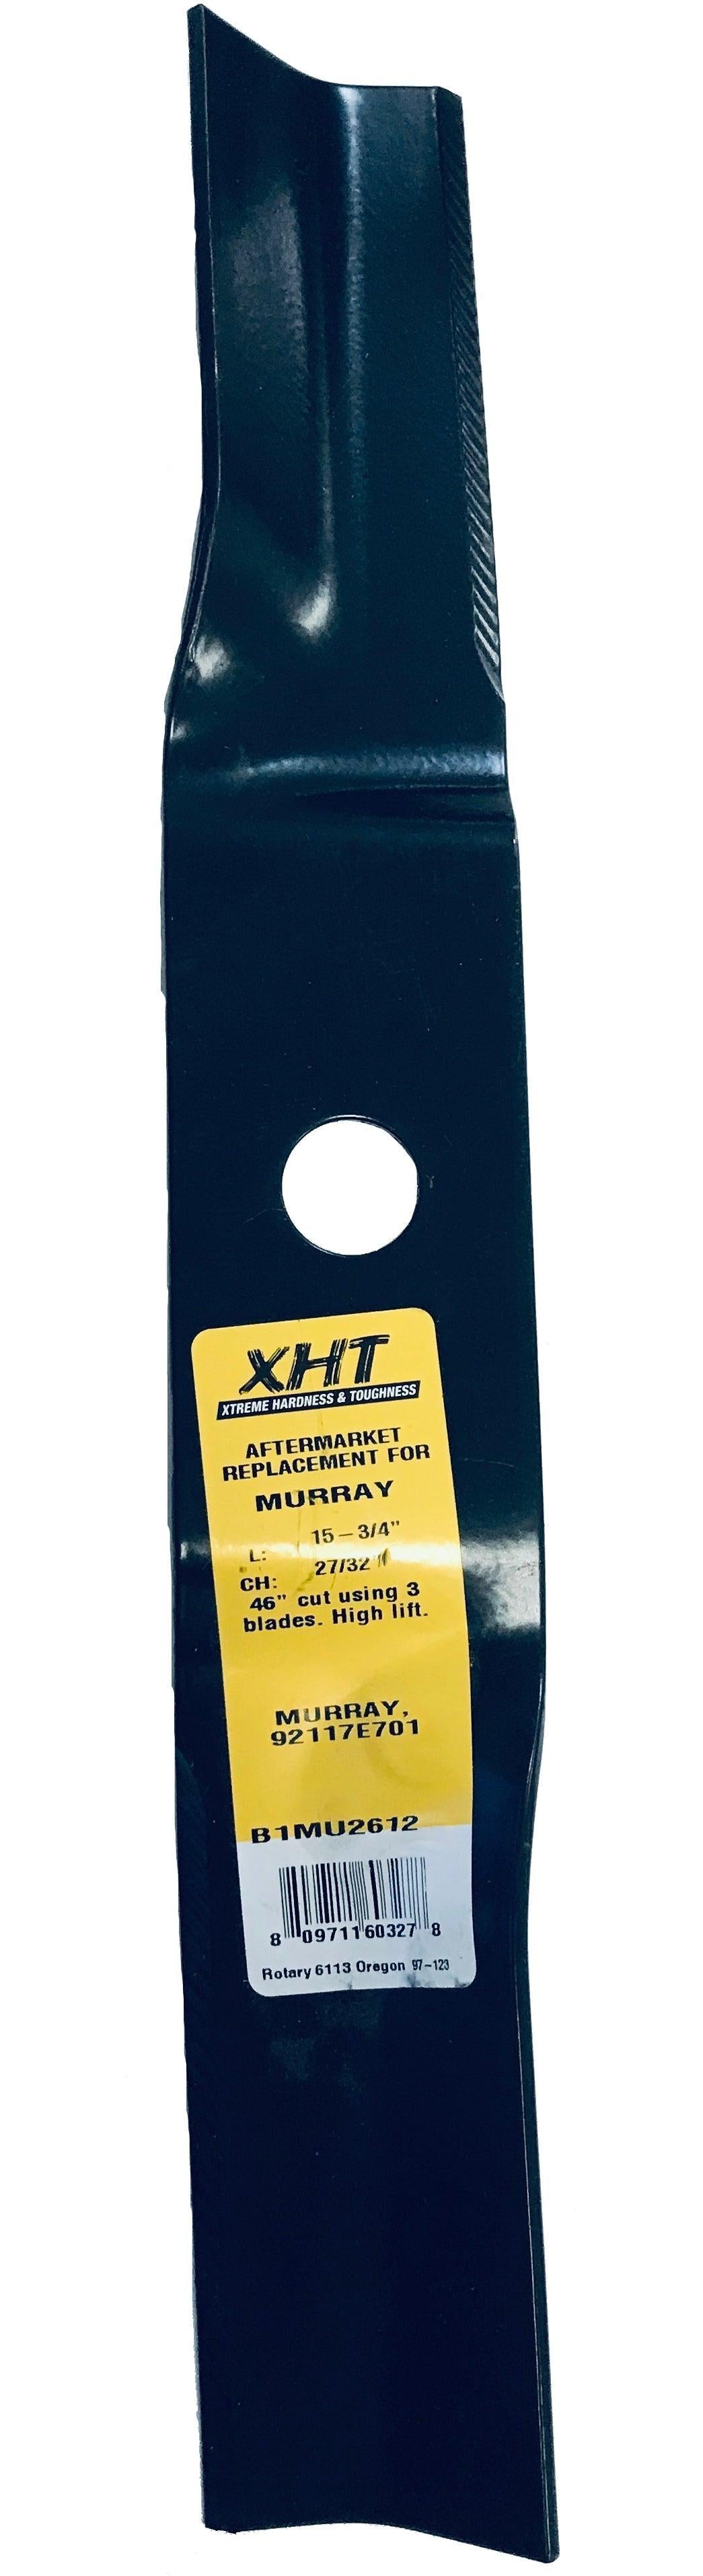 XHT
XTREME HARDNESS & TOUGHNESS
AFTERMARKET
REPLACEMENT FOR
MURRAY
L: 15-3/4"
CH: 27/32"
46" cut using 3
blades. High lift.
MURRAY,
92117E701
B1MU2612
8 09711 60327 8
Rotary 6113 Oregon 97-123